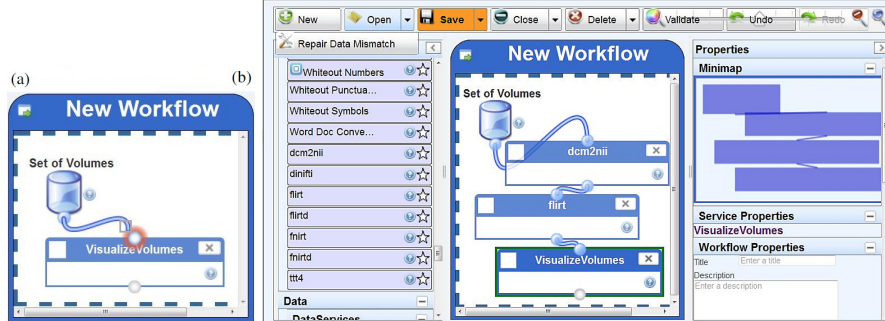 (a)
New Workflow
Set of Volumes
VisualizeVolumes
(b)
New
Open
Save
Close
Delete
Validate
Undo
Redo
Repair Data Mismatch
Whiteout Numbers
Whiteout Punctua...
Whiteout Symbols
Word Doc Conve...
dcm2nii
dinifti
flirt
flirtd
fnirt
fnirtd
ttt4
Data
DataServices
New Workflow
Set of Volumes
dcm2nii
flirt
VisualizeVolumes
Properties
Minimap
Service Properties
VisualizeVolumes
Workflow Properties
Title Enter a title
Description
Enter a description